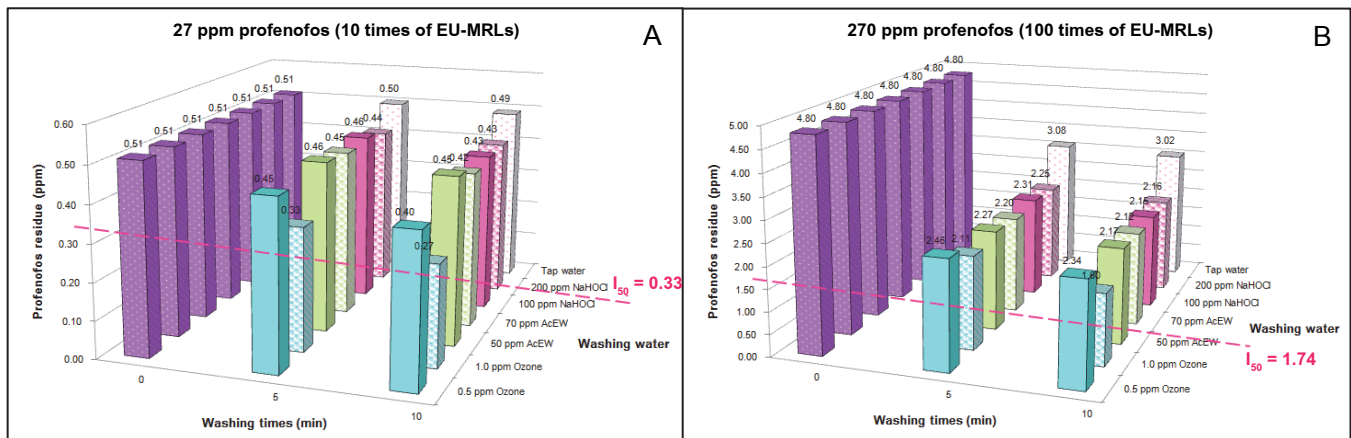 27 ppm profenofos (10 times of EU-MRLs)
A
Profenofos residue (ppm)
0.60
0.50
0.40
0.30
0.20
0.10
0.00
0.51
0.51
0.51
0.51
0.51
0.51
0.51
0.45
0.33
0.46
0.45
0.46
0.44
0.50
0.40
0.27
0.45
0.42
0.43
0.43
0.49
I50 = 0.33
Tap water
200 ppm NaHOCl
100 ppm NaHOCl
70 ppm AcEW
50 ppm AcEW
1.0 ppm Ozone
0.5 ppm Ozone
Washing water
0
5
10
Washing times (min)
270 ppm profenofos (100 times of EU-MRLs)
B
Profenofos residue (ppm)
5.00
4.50
4.00
3.50
3.00
2.50
2.00
1.50
1.00
0.50
0.00
4.80
4.80
4.80
4.80
4.80
4.80
4.80
2.46
2.11
2.27
2.20
2.31
2.25
3.08
2.34
1.80
2.17
2.12
2.15
2.16
3.02
Tap water
200 ppm NaHOCl
100 ppm NaHOCl
70 ppm AcEW
50 ppm AcEW
1.0 ppm Ozone
0.5 ppm Ozone
Washing water
I50 = 1.74
0
5
10
Washing times (min)